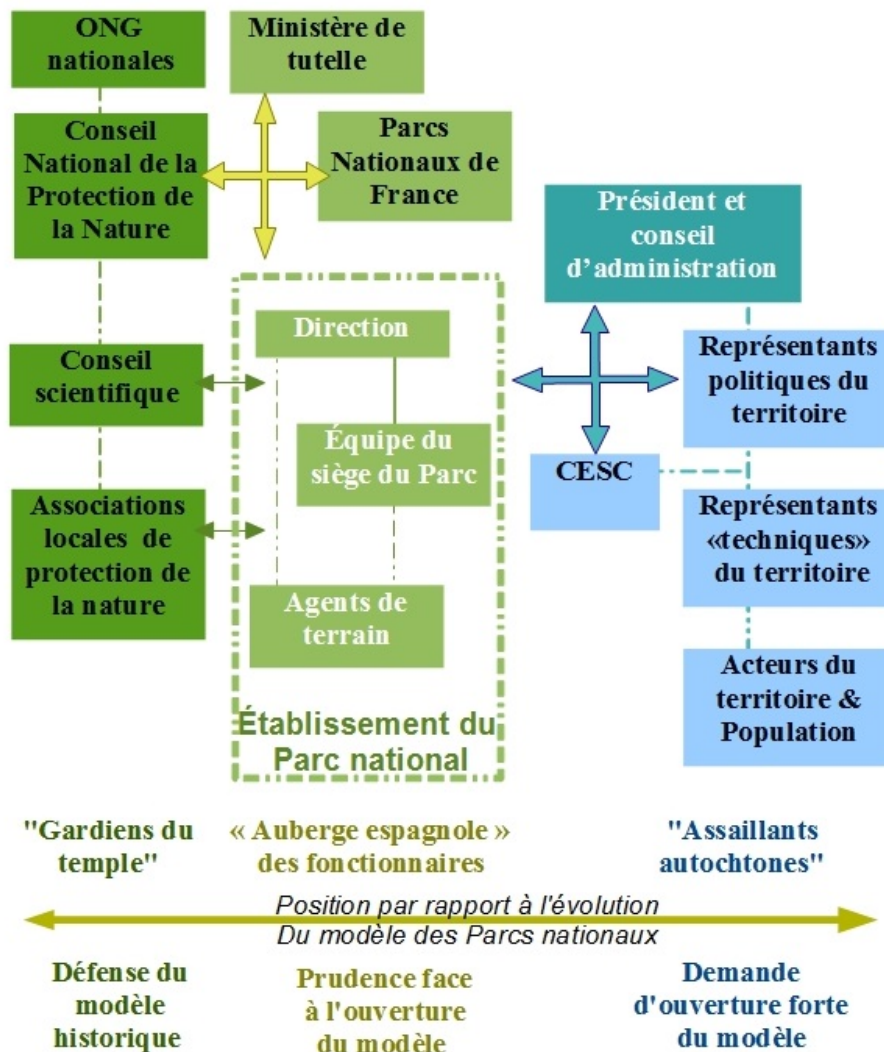 ONG
nationales
Conseil
National de la
Protection de
la Nature
Conseil
scientifique
Associations
locales de
protection de
la nature
Ministère de
tutelle
Parcs
Nationaux de
France
Direction
Équipe du
siège du Parc
Agents de
terrain
Établissement du
Parc national
Président et
conseil
d’administration
Représentants
politiques du
territoire
CESC
Représentants
«techniques»
du territoire
Acteurs du
territoire &
Population
"Gardiens du
temple"
« Auberge espagnole »
des fonctionnaires
"Assaillants
autochtones"
Position par rapport à l'évolution
Du modèle des Parcs nationaux
Défense du
modèle
historique
Prudence face
à l'ouverture
du modèle
Demande
d'ouverture forte
du modèle